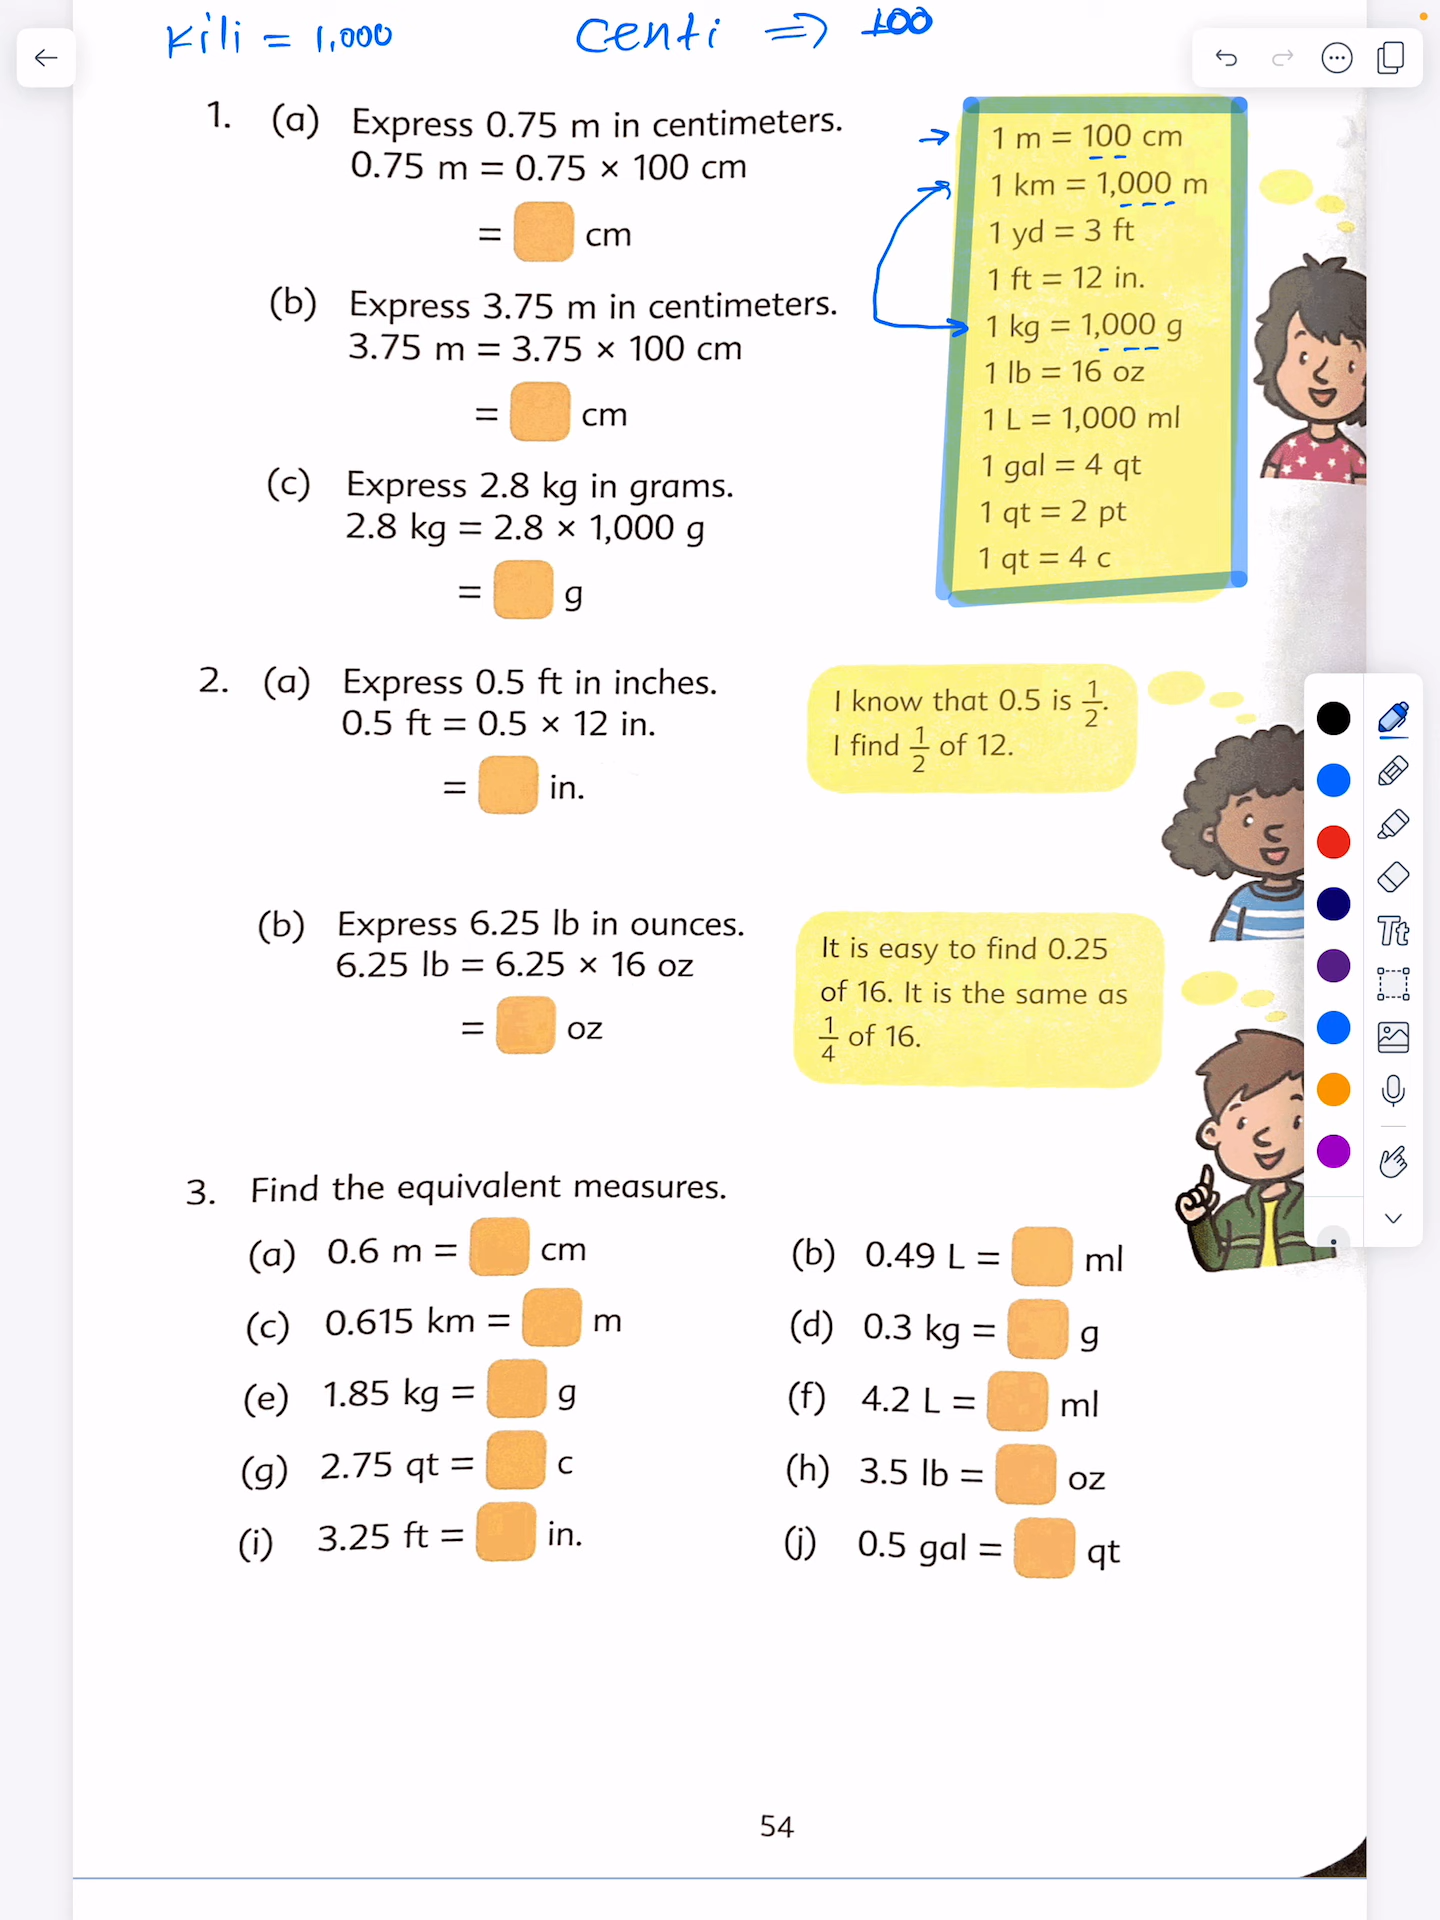 Kili = 1,000
Centi ⇒ 100
1. (a) Express 0.75 m in centimeters.
0.75 m = 0.75 × 100 cm
= cm
(b) Express 3.75 m in centimeters.
3.75 m = 3.75 × 100 cm
= cm
(c) Express 2.8 kg in grams.
2.8 kg = 2.8 × 1,000 g
= g
1 m = 100 cm
1 km = 1,000 m
1 yd = 3 ft
1 ft = 12 in.
1 kg = 1,000 g
1 lb = 16 oz
1 L = 1,000 ml
1 gal = 4 qt
1 qt = 2 pt
1 qt = 4 c
2. (a) Express 0.5 ft in inches.
0.5 ft = 0.5 × 12 in.
= in.
I know that 0.5 is 1/2.
I find 1/2 of 12.
(b) Express 6.25 lb in ounces.
6.25 lb = 6.25 × 16 oz
= oz
It is easy to find 0.25
of 16. It is the same as
1/4 of 16.
3. Find the equivalent measures.
(a) 0.6 m = cm
(b) 0.49 L = ml
(c) 0.615 km = m
(d) 0.3 kg = g
(e) 1.85 kg = g
(f) 4.2 L = ml
(g) 2.75 qt = c
(h) 3.5 lb = oz
(i) 3.25 ft = in.
(j) 0.5 gal = qt
54
Tt